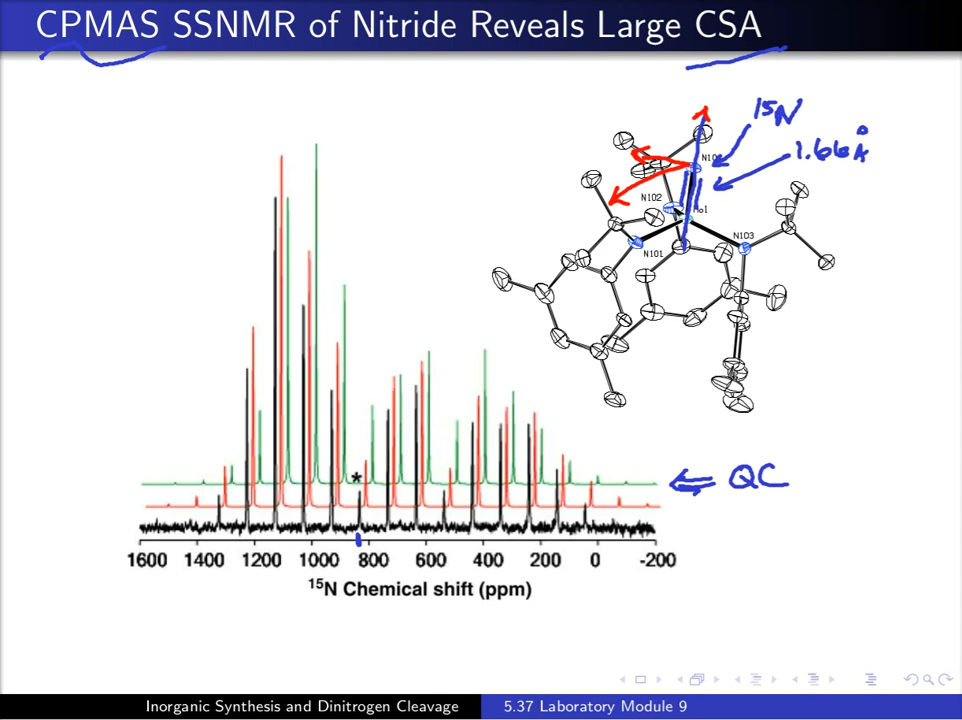 CPMAS SSNMR of Nitride Reveals Large CSA
15N
1.66Å
N102
N101
N103
QC
*
1600 1400 1200 1000 800 600 400 200 0 -200
15N Chemical shift (ppm)
Inorganic Synthesis and Dinitrogen Cleavage 5.37 Laboratory Module 9